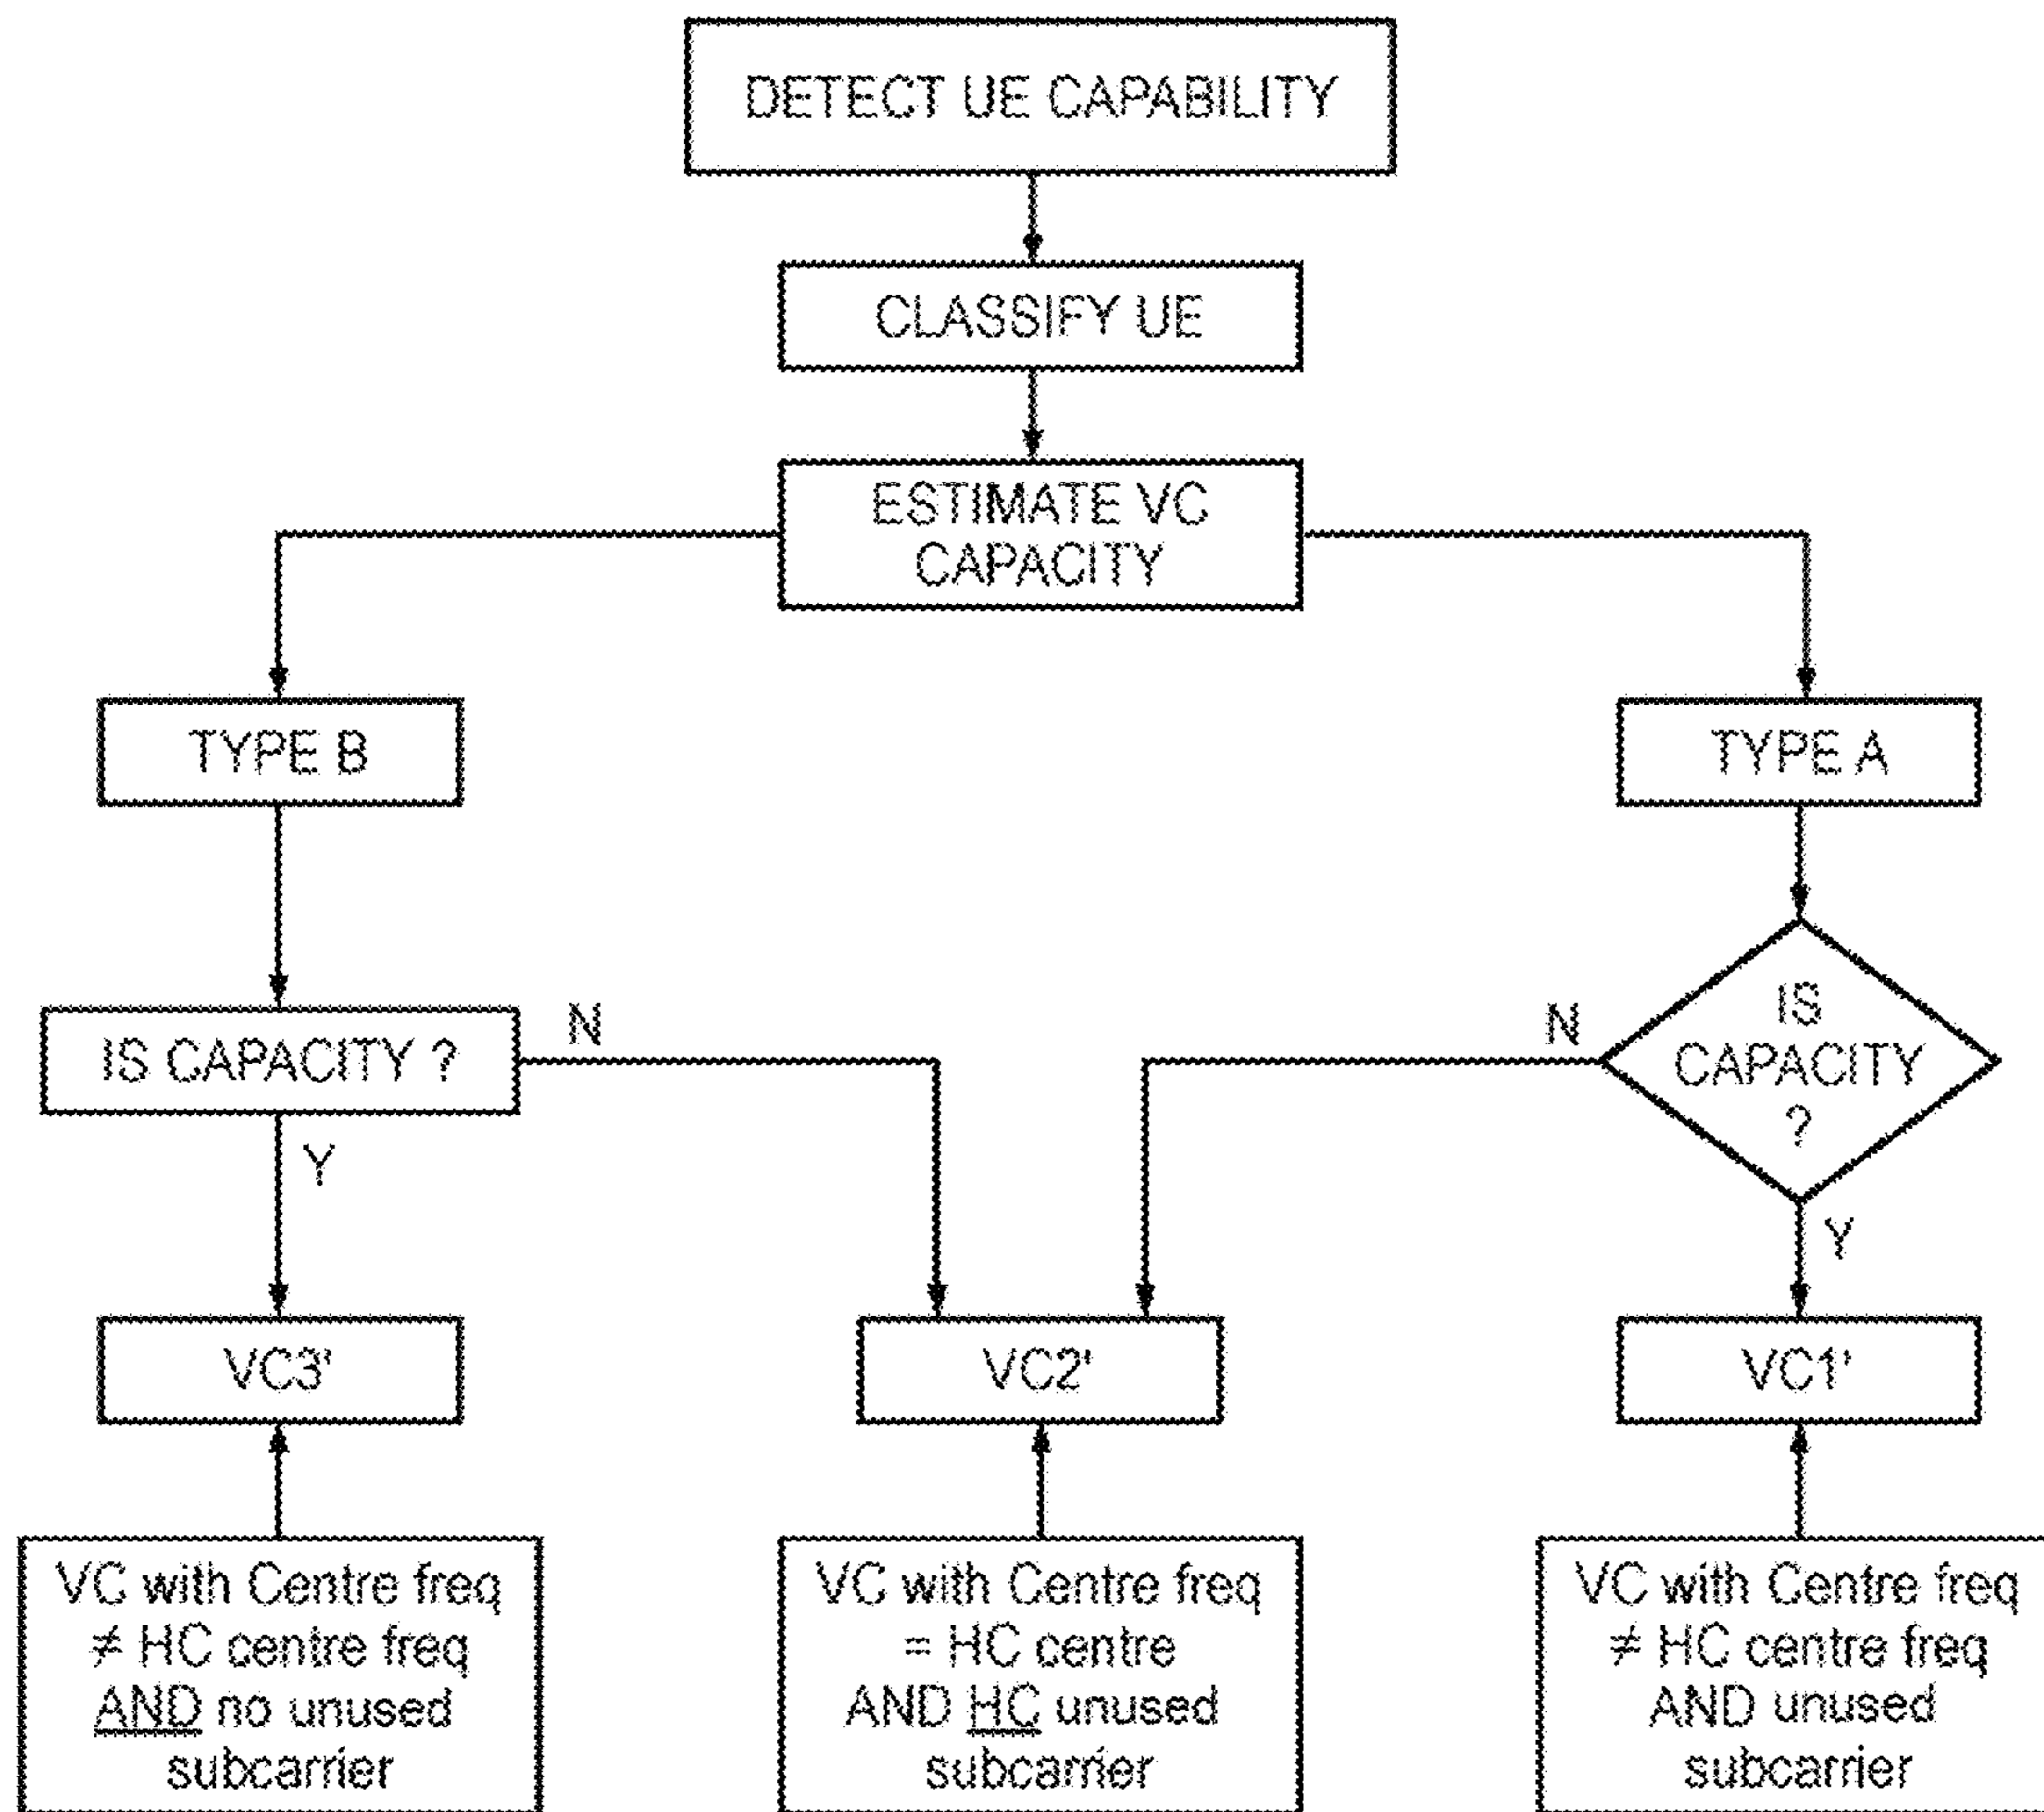 DETECT UE CAPABILITY
CLASSIFY UE
ESTIMATE VC
CAPACITY
TYPE B
TYPE A
IS CAPACITY ?
N
Y
N
IS
CAPACITY
?
Y
VC3'
VC2'
VC1'
VC with Centre freq
≠ HC centre freq
AND no unused
subcarrier
VC with Centre freq
= HC centre
AND HC unused
subcarrier
VC with Centre freq
≠ HC centre freq
AND unused
subcarrier